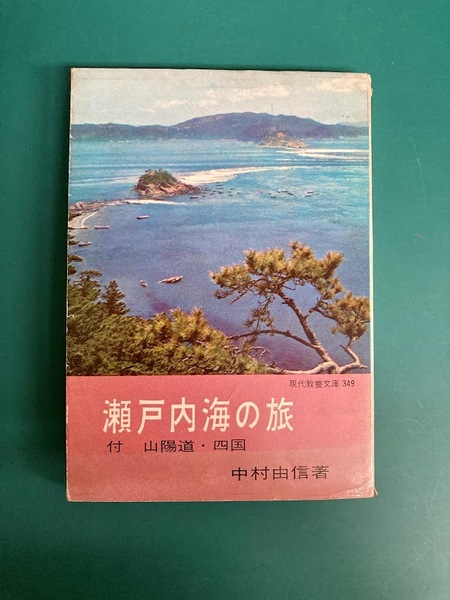 現代教養文庫 349
瀬戸内海の旅
付 山陽道・四国
中村由信著